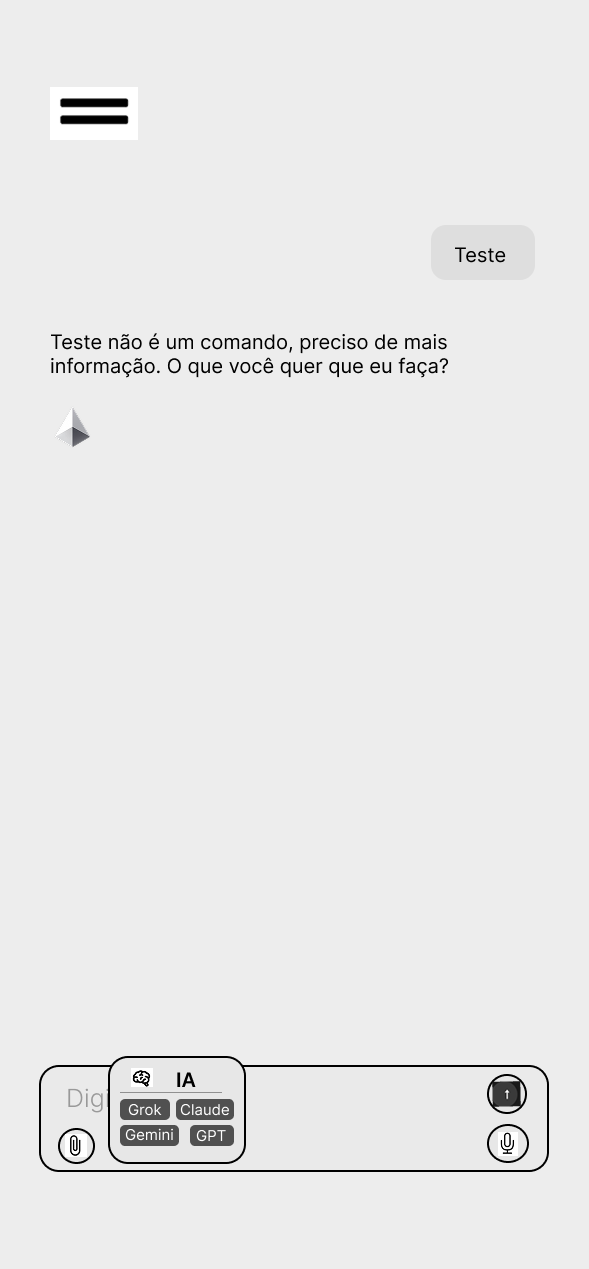 Teste
Teste não é um comando, preciso de mais
informação. O que você quer que eu faça?
IA
Digi
Grok Claude
Gemini GPT